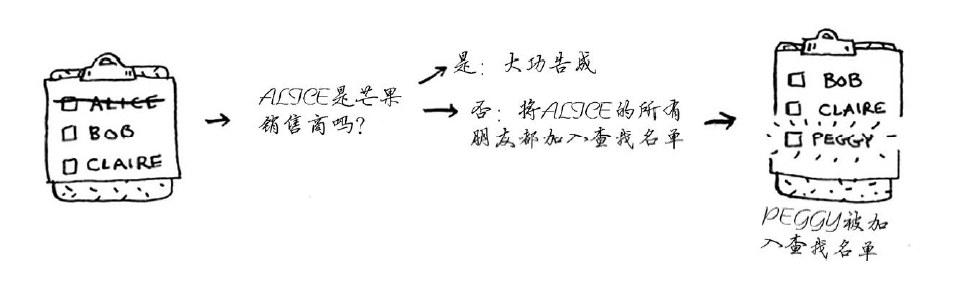 ALICE
BOB
CLAIRE
ALICE是芒果
销售商吗？
是：大功告成
否：将ALICE的所有
朋友都加入查找名单
BOB
CLAIRE
PEGGY
PEGGY被加
入查找名单